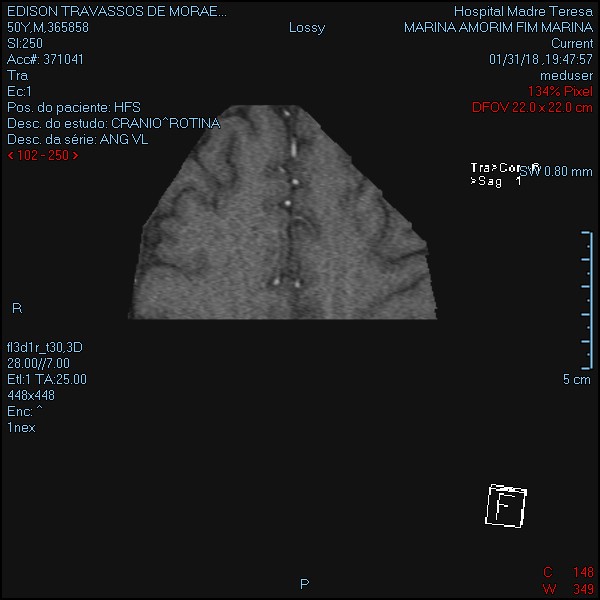 EDISON TRAVASSOS DE MORAE...
50Y,M,365858
Sl:250
Acc#: 371041
Tra
Ec:1
Pos. do paciente: HFS
Desc. do estudo: CRANIO^ROTINA
Desc. da série: ANG VL
< 102 - 250 >
Lossy
Hospital Madre Teresa
MARINA AMORIM FIM MARINA
Current
01/31/18 ,19:47:57
meduser
134% Pixel
DFOV 22.0 x 22.0 cm
Tra>Cor
SW 0.80 mm
>Sag 1
R
fl3d1r_t30,3D
28.00//7.00
Etl:1 TA:25.00
448x448
Enc: ^
1nex
5 cm
F
P
C 148
W 349